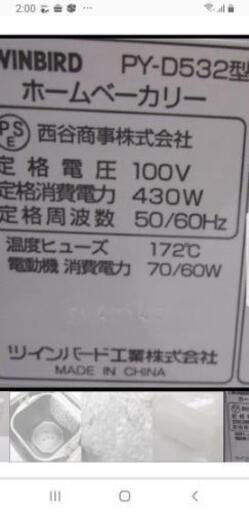 2:00
WINBIRD PY-D532型
ホームベーカリー
PSE 西谷商事株式会社
定格電圧 100V
定格消費電力 430W
定格周波数 50/60Hz
温度ヒューズ 172℃
電動機 消費電力 70/60W
ツインバード工業株式会社
MADE IN CHINA